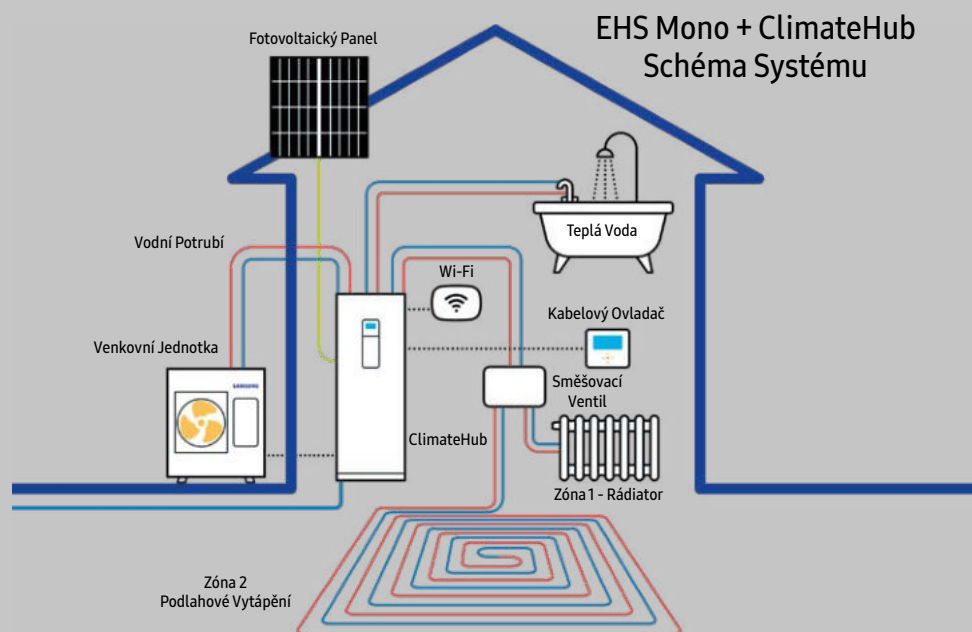 EHS Mono + ClimateHub
Schéma Systému
Fotovoltaický Panel
Teplá Voda
Vodní Potrubí
Wi-Fi
Kabelový Ovladač
Venkovní Jednotka
SAMSUNG
Směšovací
Ventil
ClimateHub
Zóna 1 - Rádiator
Zóna 2
Podlahové Vytápění